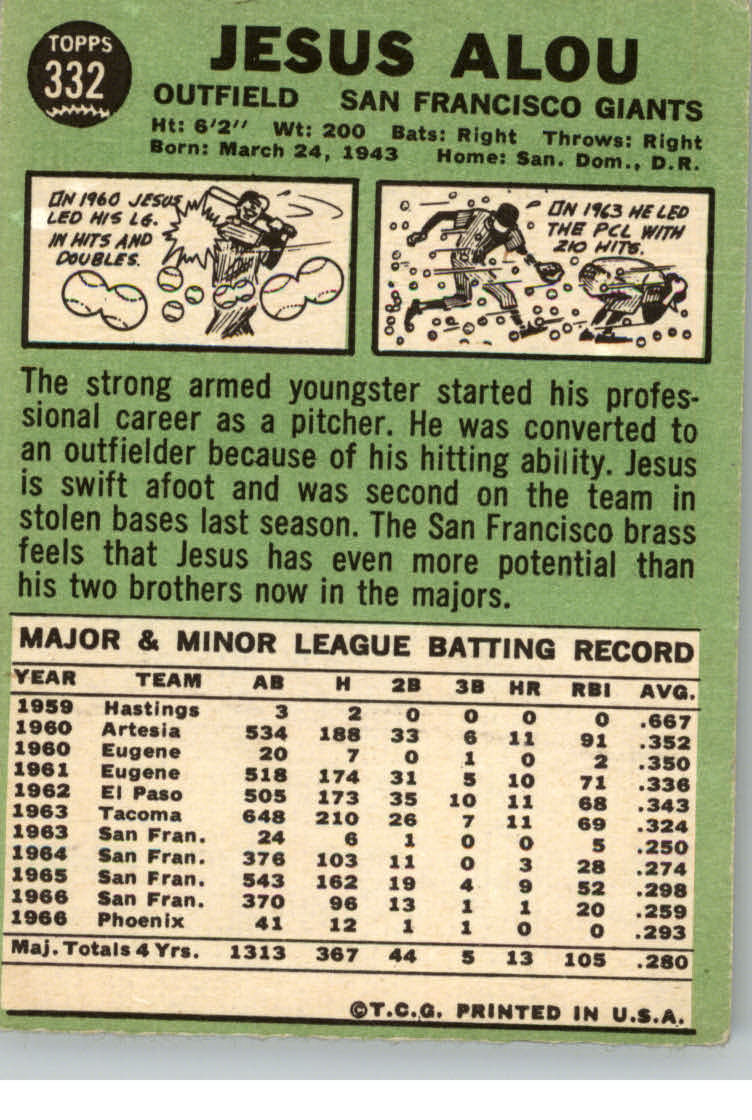 TOPPS
332
JESUS ALOU
OUTFIELD SAN FRANCISCO GIANTS
Ht: 6'2" Wt: 200 Bats: Right Throws: Right
Born: March 24, 1943 Home: San. Dom., D.R.
IN 1960 JESUS
LED HIS LG.
IN HITS AND
DOUBLES.
IN 1963 HE LED
THE PCL WITH
210 HITS.
The strong armed youngster started his profes-
sional career as a pitcher. He was converted to
an outfielder because of his hitting ability. Jesus
is swift afoot and was second on the team in
stolen bases last season. The San Francisco brass
feels that Jesus has even more potential than
his two brothers now in the majors.
MAJOR & MINOR LEAGUE BATTING RECORD
YEAR TEAM AB H 2B 3B HR RBI AVG.
1959 Hastings 3 2 0 0 0 0 .667
1960 Artesia 534 188 33 6 11 91 .352
1960 Eugene 20 7 0 1 0 2 .350
1961 Eugene 518 174 31 5 10 71 .336
1962 El Paso 505 173 35 10 11 68 .343
1963 Tacoma 648 210 26 7 11 69 .324
1963 San Fran. 24 6 1 0 0 5 .250
1964 San Fran. 376 103 11 0 3 28 .274
1965 San Fran. 543 162 19 4 9 52 .298
1966 San Fran. 370 96 13 1 1 20 .259
1966 Phoenix 41 12 1 1 0 0 .293
Maj. Totals 4 Yrs. 1313 367 44 5 13 105 .280
©T.C.G. PRINTED IN U.S.A.